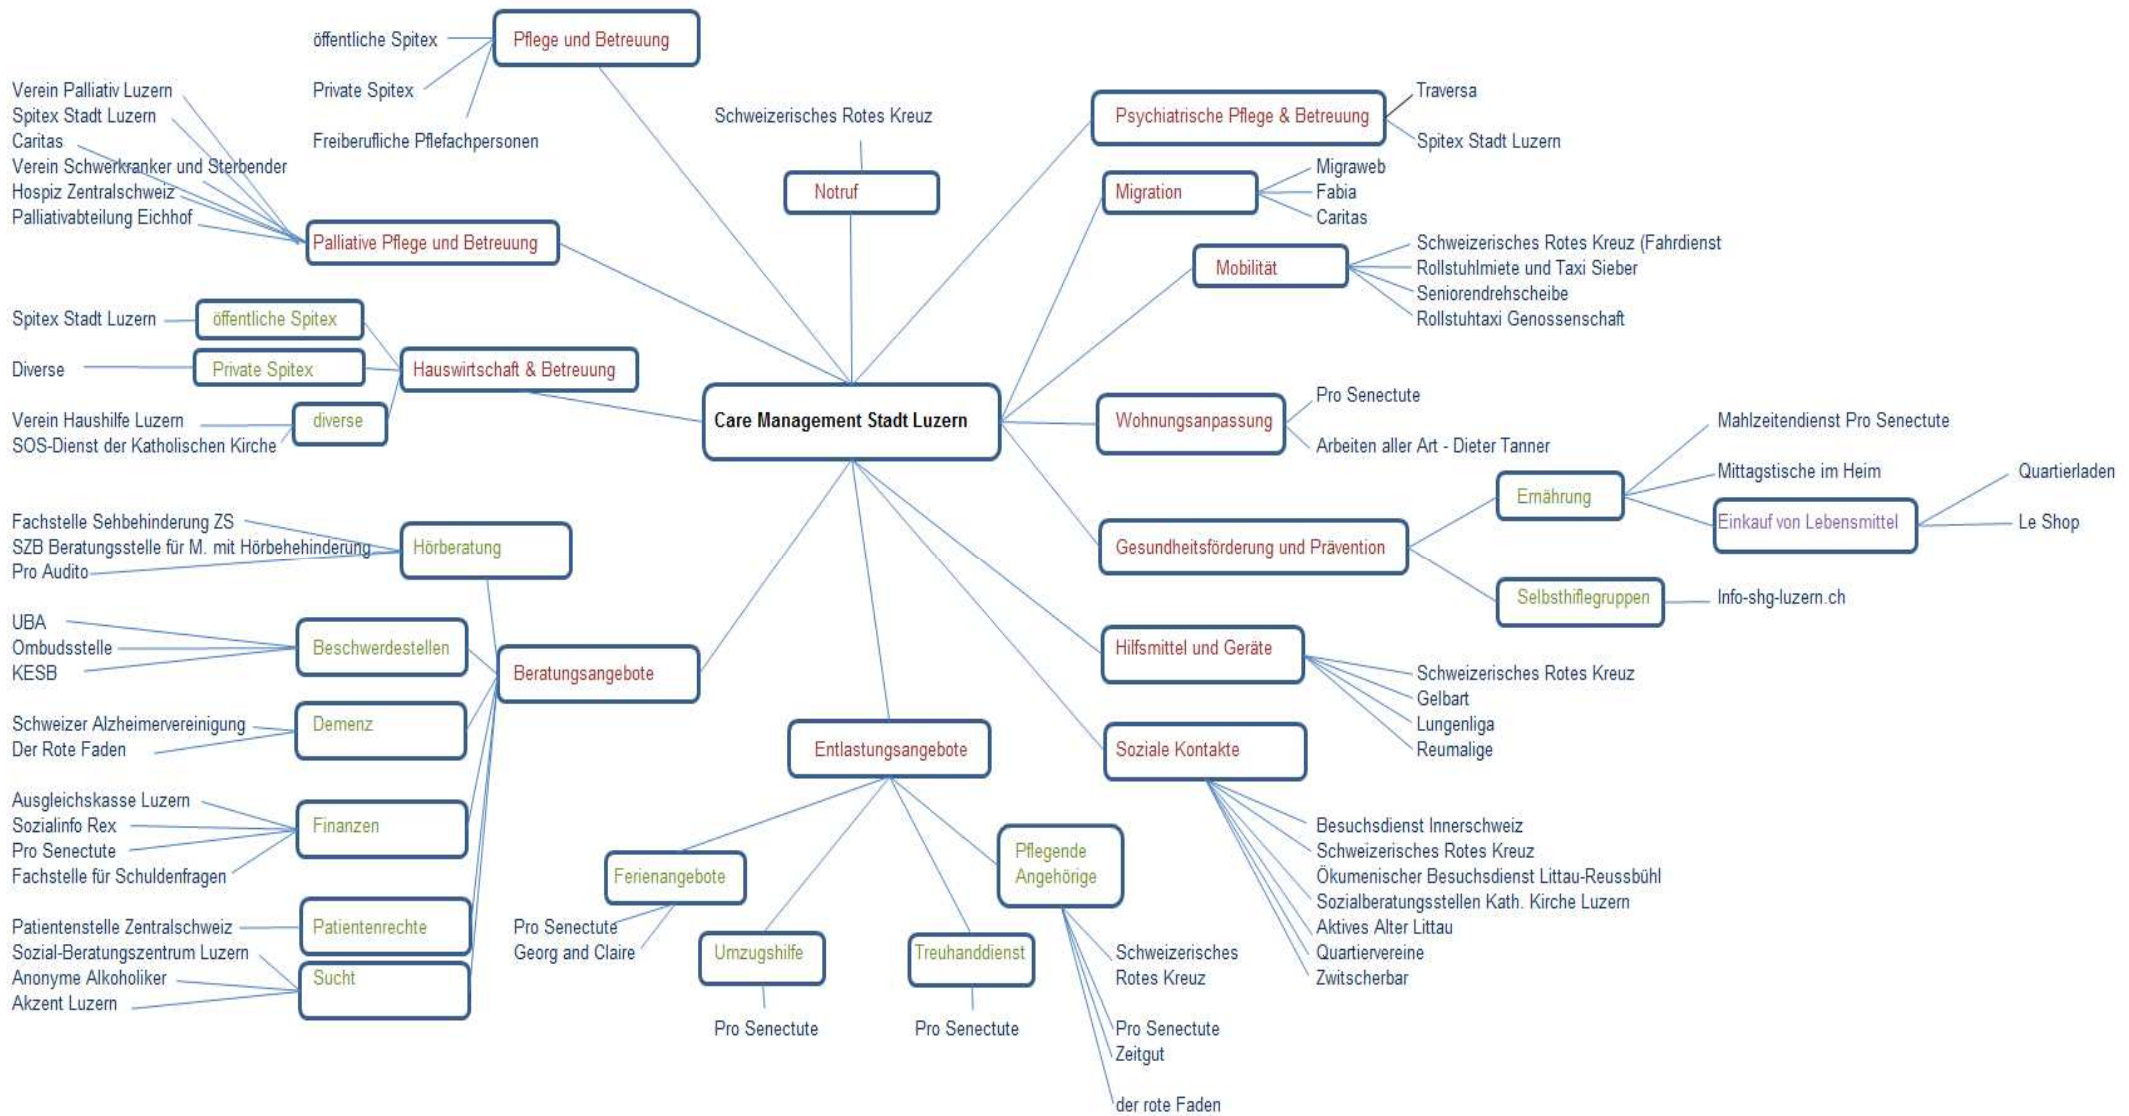 öffentliche Spitex
Pflege und Betreuung
Private Spitex
Freiberufliche Pflefachpersonen
Verein Palliativ Luzern
Spitex Stadt Luzern
Caritas
Verein Schwerkranker und Sterbender
Hospiz Zentralschweiz
Palliativabteilung Eichhof
Palliative Pflege und Betreuung
Schweizerisches Rotes Kreuz
Notruf
Psychiatrische Pflege & Betreuung
Traversa
Spitex Stadt Luzern
Migration
Migraweb
Fabia
Caritas
Mobilität
Schweizerisches Rotes Kreuz (Fahrdienst
Rollstuhlmiete und Taxi Sieber
Seniorendrehscheibe
Rollstuhtaxi Genossenschaft
Spitex Stadt Luzern
öffentliche Spitex
Diverse
Private Spitex
Hauswirtschaft & Betreuung
Verein Haushilfe Luzern
SOS-Dienst der Katholischen Kirche
diverse
Care Management Stadt Luzern
Wohnungsanpassung
Pro Senectute
Arbeiten aller Art - Dieter Tanner
Gesundheitsförderung und Prävention
Ernährung
Mahlzeitendienst Pro Senectute
Mittagstische im Heim
Einkauf von Lebensmittel
Quartierladen
Le Shop
Selbsthiflegruppen
Info-shg-luzern.ch
Fachstelle Sehbehinderung ZS
SZB Beratungsstelle für M. mit Hörbehehinderung
Pro Audito
Hörberatung
UBA
Ombudsstelle
KESB
Beschwerdestellen
Beratungsangebote
Schweizer Alzheimervereinigung
Der Rote Faden
Demenz
Ausgleichskasse Luzern
Sozialinfo Rex
Pro Senectute
Fachstelle für Schuldenfragen
Finanzen
Patientenstelle Zentralschweiz
Patientenrechte
Sozial-Beratungszentrum Luzern
Anonyme Alkoholiker
Akzent Luzern
Sucht
Hilfsmittel und Geräte
Schweizerisches Rotes Kreuz
Gelbart
Lungenliga
Reumalige
Soziale Kontakte
Besuchsdienst Innerschweiz
Schweizerisches Rotes Kreuz
Ökumenischer Besuchsdienst Littau-Reussbühl
Sozialberatungsstellen Kath. Kirche Luzern
Aktives Alter Littau
Quartiervereine
Zwitscherbar
Entlastungsangebote
Ferienangebote
Pro Senectute
Georg and Claire
Umzugshilfe
Pro Senectute
Treuhanddienst
Pro Senectute
Pflegende
Angehörige
Schweizerisches
Rotes Kreuz
Pro Senectute
Zeitgut
der rote Faden